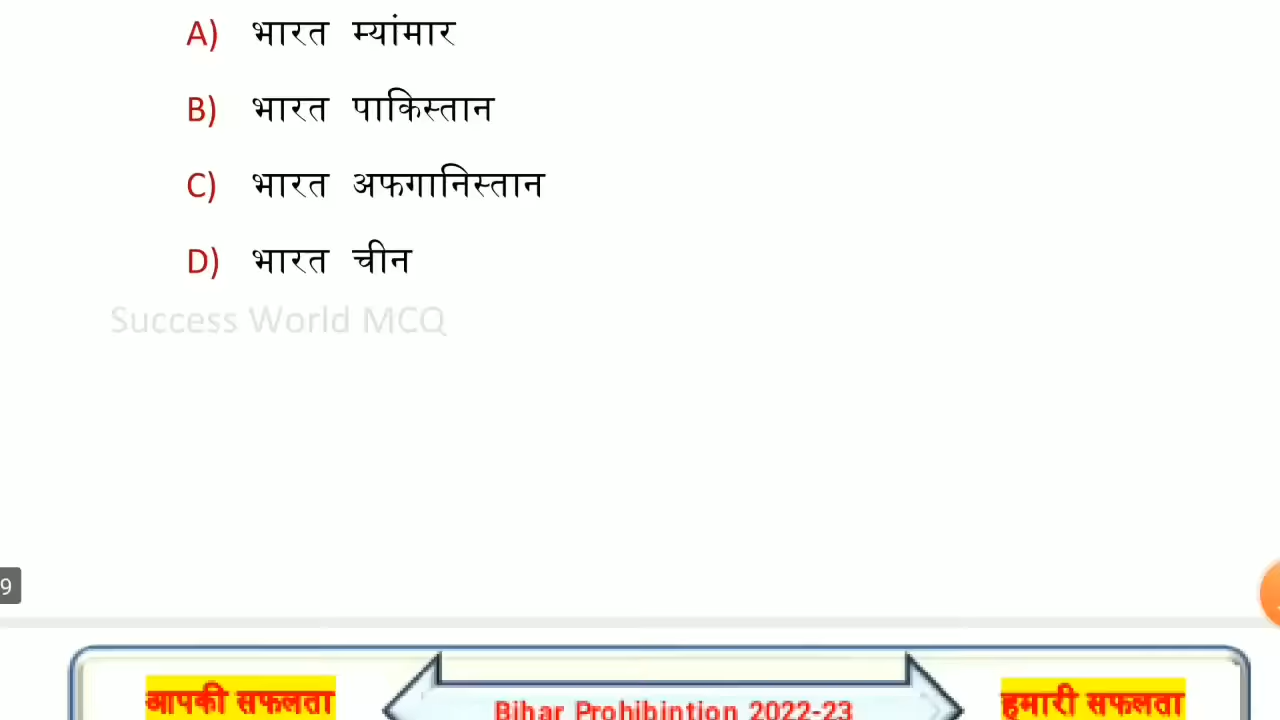 A) भारत म्यांमार
B) भारत पाकिस्तान
C) भारत अफगानिस्तान
D) भारत चीन
Success World MCQ
9
आपकी सफलता
Bihar Prohibintion 2022-23
हमारी सफलता